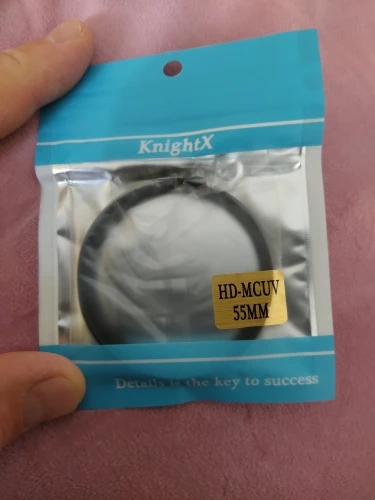 KnightX
HD-MCUV
55MM
Details is the key to success